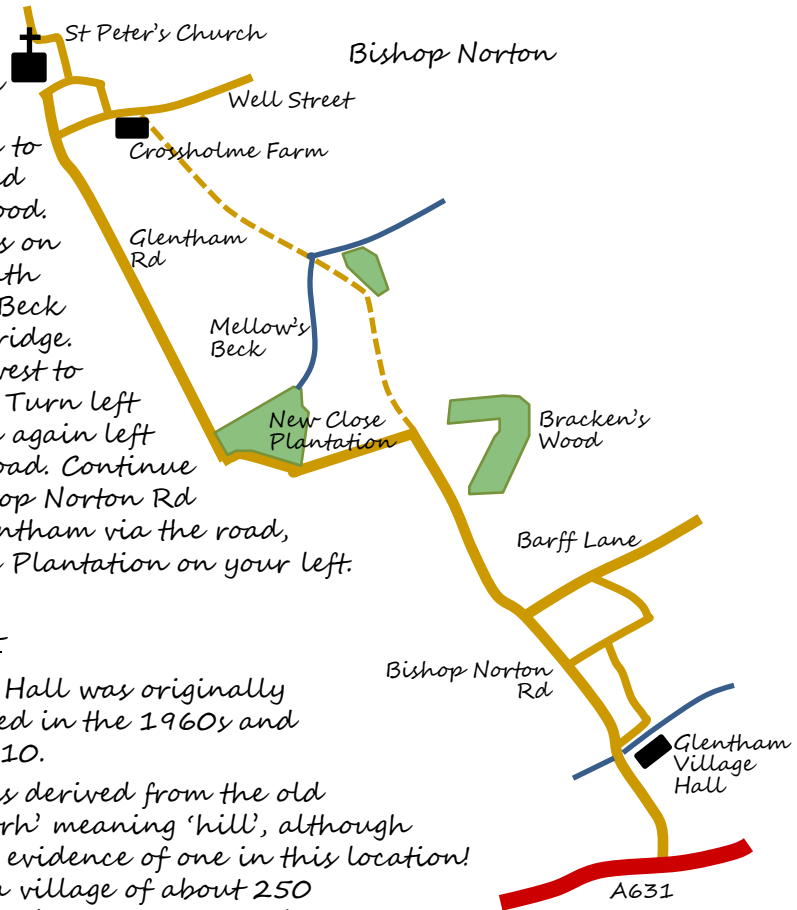 St Peter's Church
Bishop Norton
Well Street
Crossholme Farm
Glentham
Rd
Mellow's
Beck
New Close
Plantation
Bracken's
Wood
Barff Lane
Bishop Norton
Rd
Glentham
Village
Hall
A631
to
ood.
s on
Beck
ridge.
west to
Turn left
again left
oad. Continue
op Norton Rd
ntham via the road,
Plantation on your left.
Hall was originally
ed in the 1960s and
10.
s derived from the old
rh' meaning 'hill', although
evidence of one in this location!
village of about 250